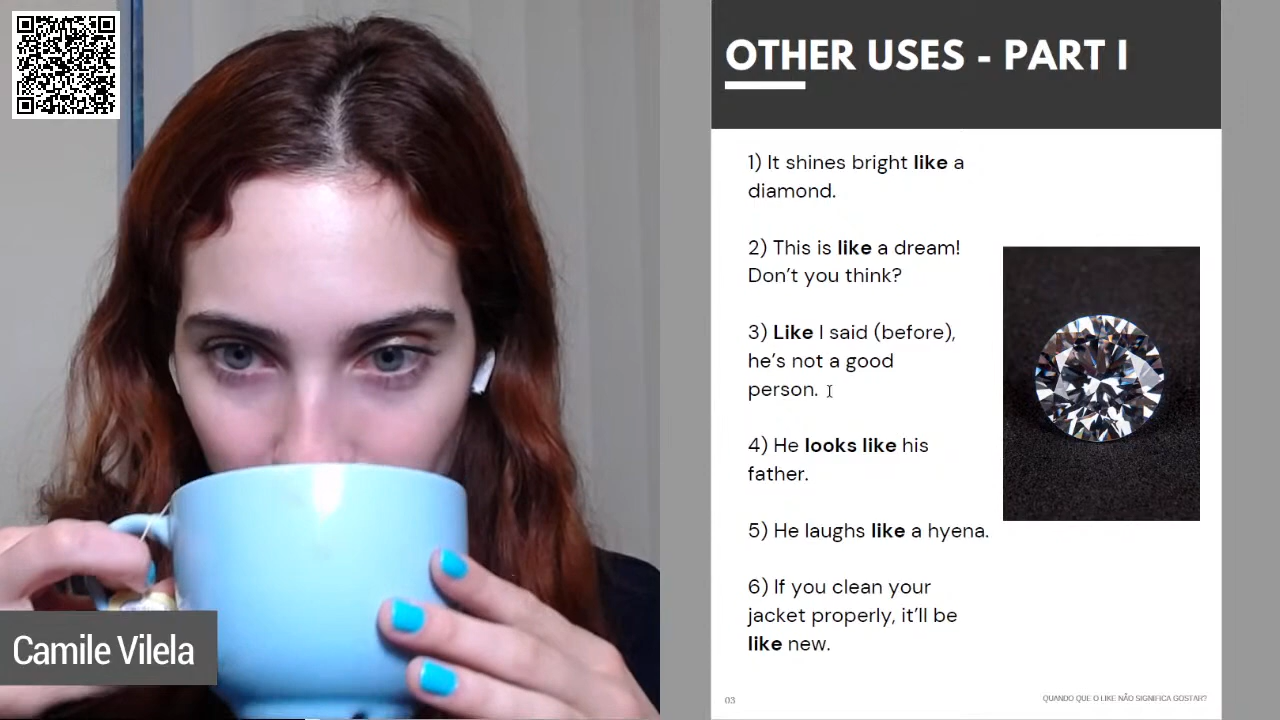 OTHER USES - PART I
1) It shines bright like a
diamond.
2) This is like a dream!
Don't you think?
3) Like I said (before),
he's not a good
person.
4) He looks like his
father.
5) He laughs like a hyena.
6) If you clean your
jacket properly, it'll be
like new.
Camile Vilela
03
QUANDO QUE O LIKE NÃO SIGNIFICA GOSTAR?